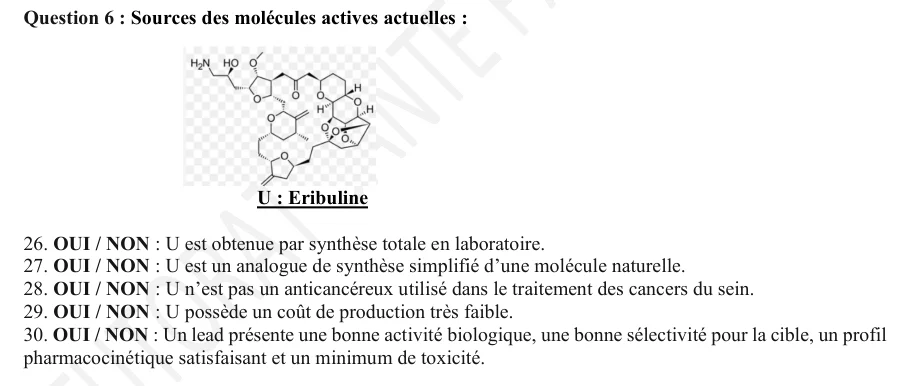 Question 6 : Sources des molécules actives actuelles :
H₂N HO O
O O H
O O
O H H
O O O
O
U : Eribuline
26. OUI / NON : U est obtenue par synthèse totale en laboratoire.
27. OUI / NON : U est un analogue de synthèse simplifié d’une molécule naturelle.
28. OUI / NON : U n’est pas un anticancéreux utilisé dans le traitement des cancers du sein.
29. OUI / NON : U possède un coût de production très faible.
30. OUI / NON : Un lead présente une bonne activité biologique, une bonne sélectivité pour la cible, un profil
pharmacocinétique satisfaisant et un minimum de toxicité.